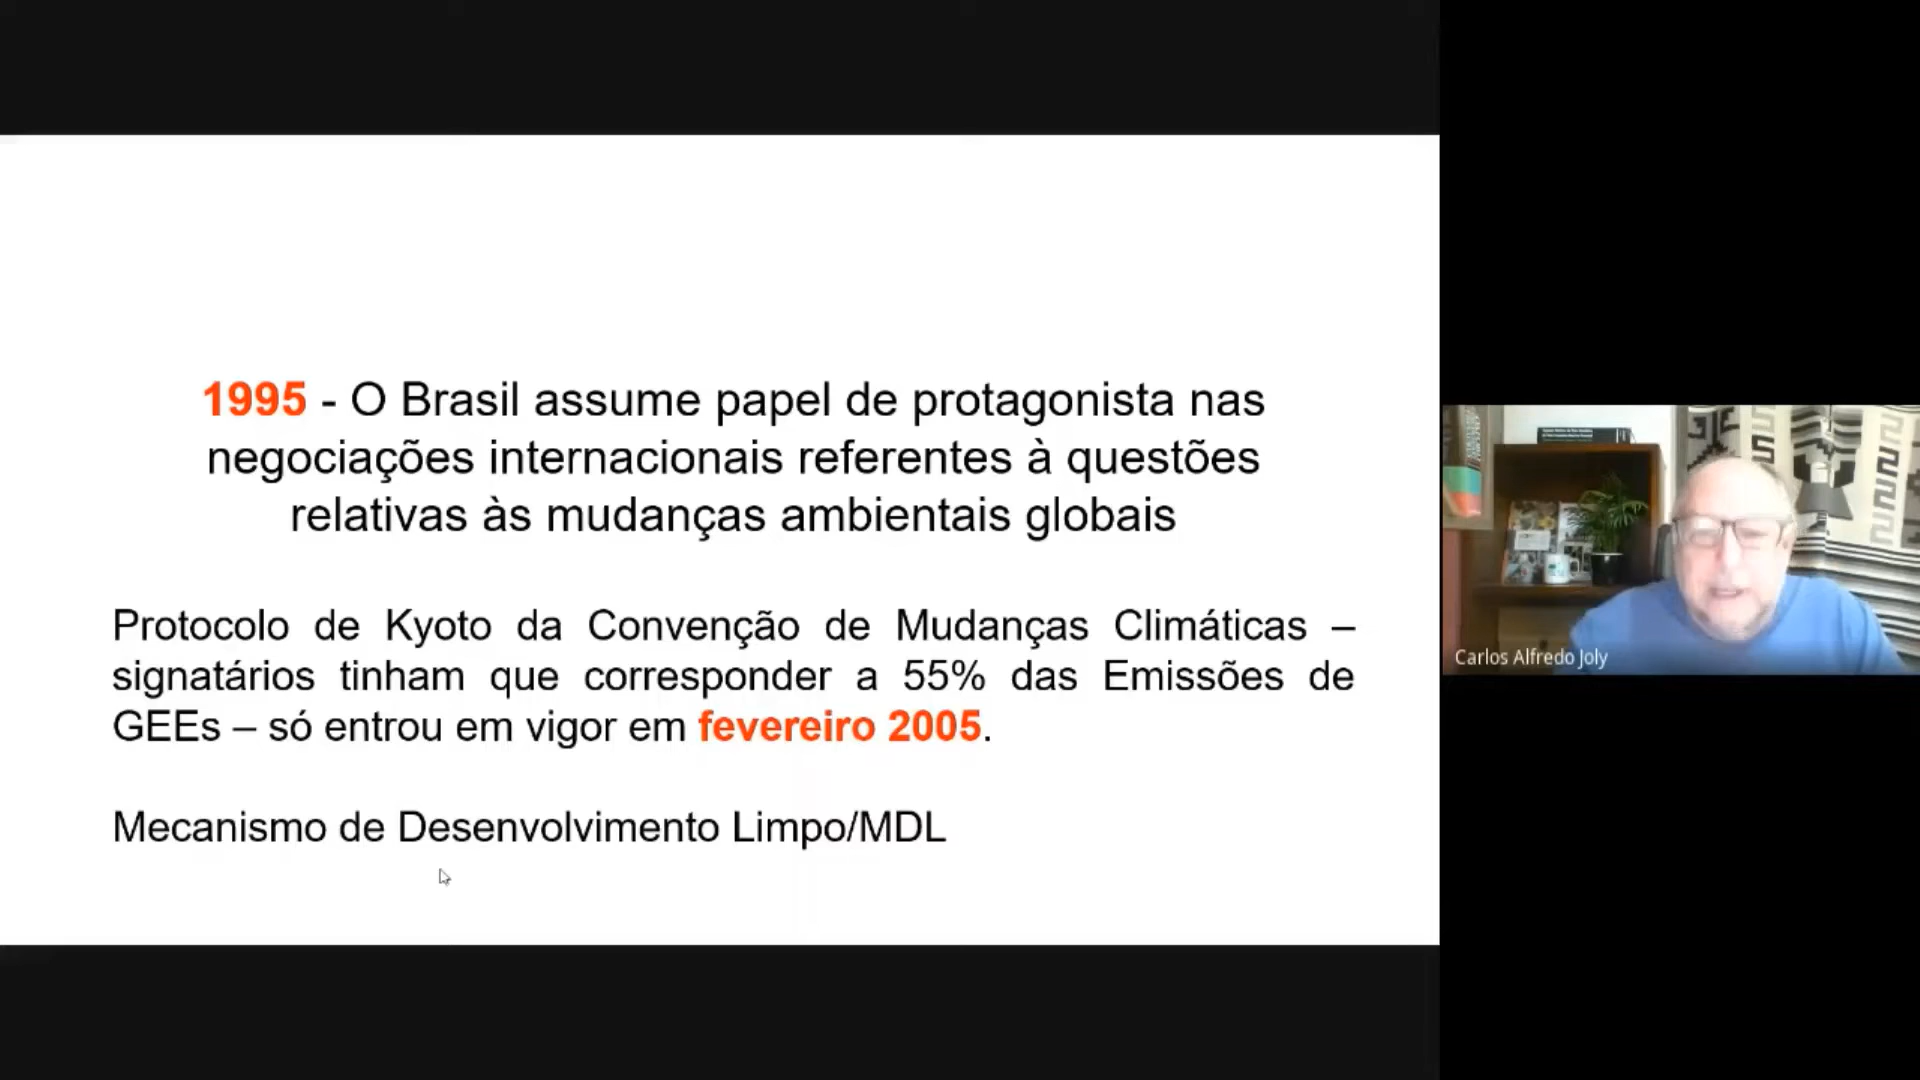 1995 - O Brasil assume papel de protagonista nas
negociações internacionais referentes à questões
relativas às mudanças ambientais globais
Protocolo de Kyoto da Convenção de Mudanças Climáticas –
signatários tinham que corresponder a 55% das Emissões de
GEEs – só entrou em vigor em fevereiro 2005.
Mecanismo de Desenvolvimento Limpo/MDL
Carlos Alfredo Joly